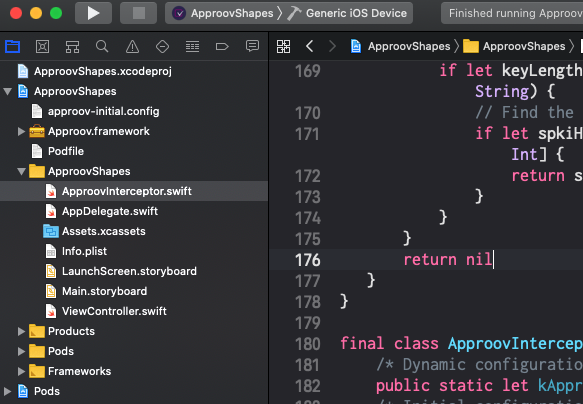 ApproovShapes Generic iOS Device Finished running Approov
ApproovShapes ApproovShapes
ApproovShapes.xcodeproj
ApproovShapes
approov-initial.config
Approov.framework
Podfile
ApproovShapes
ApproovInterceptor.swift
AppDelegate.swift
Assets.xcassets
Info.plist
LaunchScreen.storyboard
Main.storyboard
ViewController.swift
Products
Pods
Frameworks
Pods
169 if let keyLength
String) {
170 // Find the
171 if let spkiH
Int] {
172 return s
173 }
174 }
175 }
176 return nil
177 }
178 }
179
180 final class ApproovIntercep
181 /* Dynamic configuratio
182 public static let kAppr